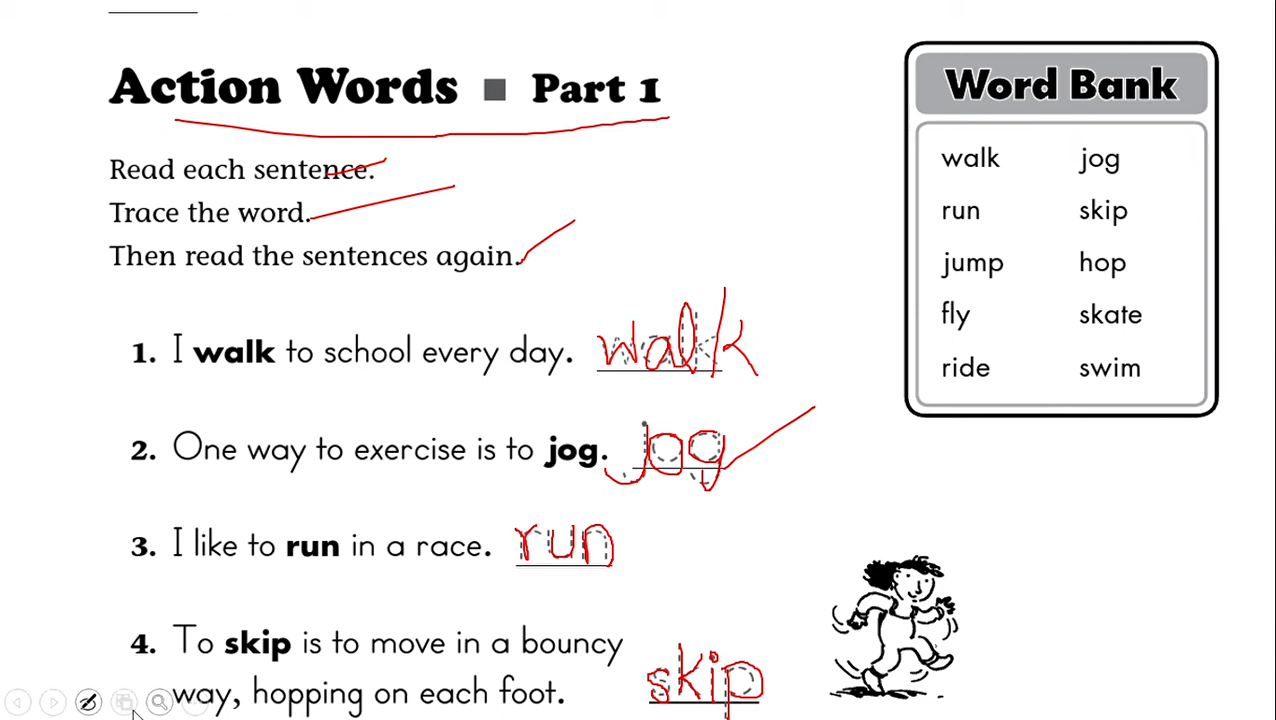 Action Words ■ Part 1
Read each sentence.
Trace the word.
Then read the sentences again.
1. I walk to school every day. walk
2. One way to exercise is to jog. jog
3. I like to run in a race. run
4. To skip is to move in a bouncy
way, hopping on each foot. skip
Word Bank
walk jog
run skip
jump hop
fly skate
ride swim